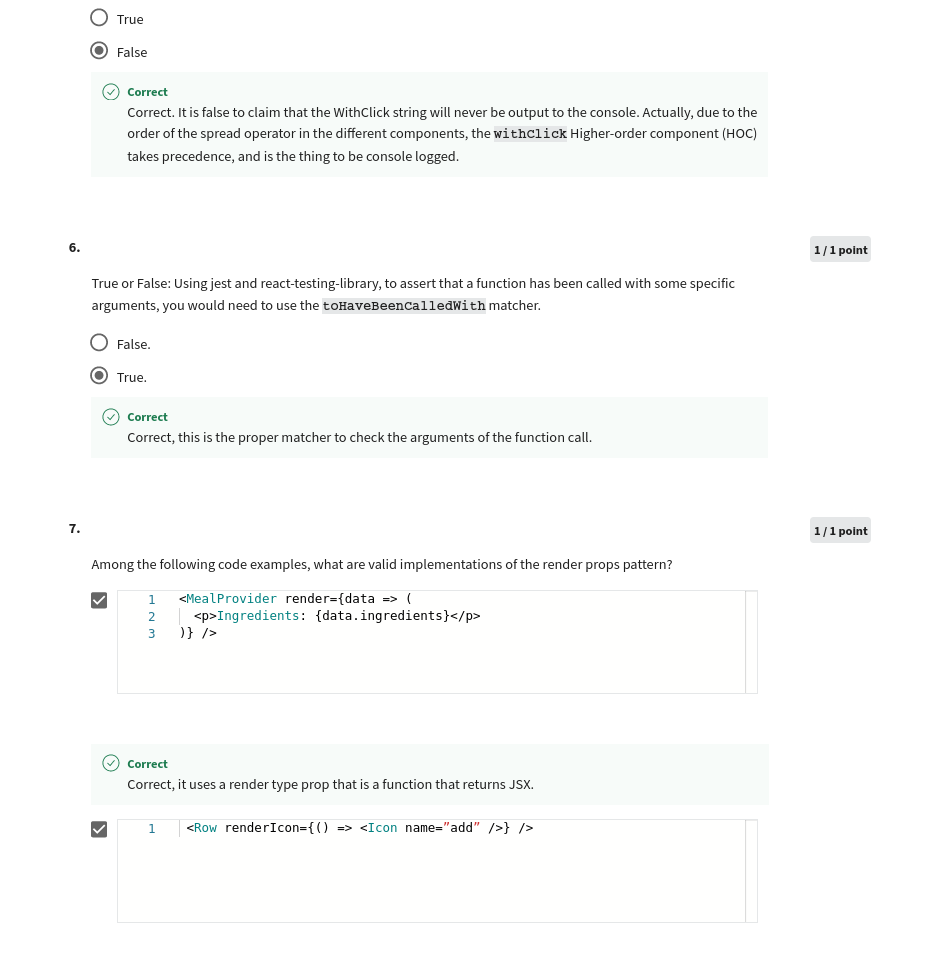 True
False
Correct
Correct. It is false to claim that the WithClick string will never be output to the console. Actually, due to the
order of the spread operator in the different components, the withClick Higher-order component (HOC)
takes precedence, and is the thing to be console logged.
6.
1 / 1 point
True or False: Using jest and react-testing-library, to assert that a function has been called with some specific
arguments, you would need to use the toHaveBeenCalledWith matcher.
False.
True.
Correct
Correct, this is the proper matcher to check the arguments of the function call.
7.
1 / 1 point
Among the following code examples, what are valid implementations of the render props pattern?
1 <MealProvider render={data => (
2 <p>Ingredients: {data.ingredients}</p>
3 )} />
Correct
Correct, it uses a render type prop that is a function that returns JSX.
1 <Row renderIcon={() => <Icon name=”add” />} />